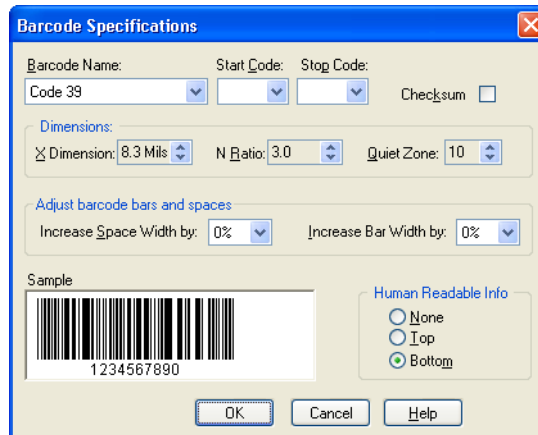 Barcode Specifications
Barcode Name: Start Code: Stop Code:
Code 39 Checksum
Dimensions:
X Dimension: 8.3 Mils N Ratio: 3.0 Quiet Zone: 10
Adjust barcode bars and spaces
Increase Space Width by: 0% Increase Bar Width by: 0%
Sample
1234567890
Human Readable Info
None
Top
Bottom
OK Cancel Help